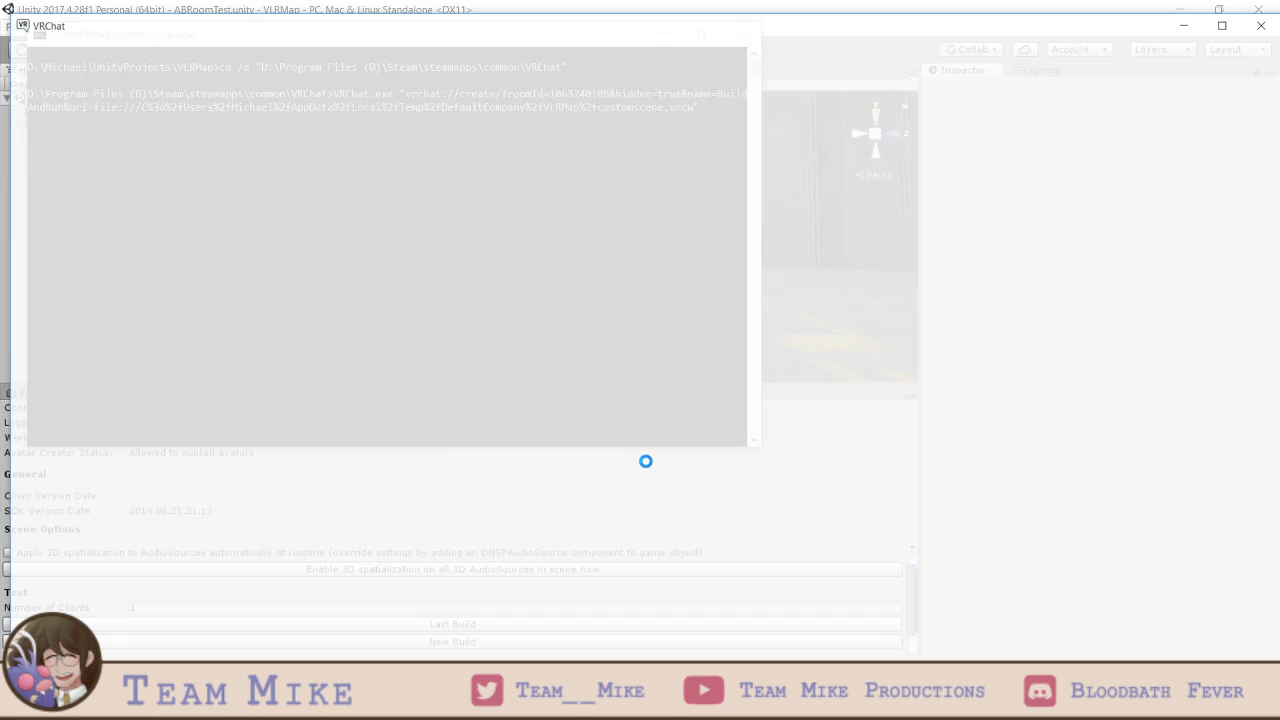 Unity 2017.4.28f1 Personal (64bit) - ABRoomTest.unity - VLRMap - PC, Mac & Linux Standalone <DX11>
VRChat
D:\Michael\UnityProjects\VLRMap>cd /d "D:\Program Files (D)\Steam\steamapps\common\VRChat"
D:\Program Files (D)\Steam\steamapps\common\VRChat>VRChat.exe "vrchat://create/?roomId=1063240108&hidden=true&name=Build
AndRun&url=file:///C%3a%2fUsers%2fMichael%2fAppData%2fLocal%2fTemp%2fDefaultCompany%2fVLRMap%2fcustomscene.vrcw"
Collab Account Layers Layout
Inspector Lighting
Y
z
Persp
Avatar Creator Status: Allowed to publish avatars
General
Client Version Date
SDK Version Date 2019.06.25.21.13
Scene Options
Apply 3D spatialization to AudioSources automatically at runtime (override settings by adding an ONSPAudioSource component to game object)
Enable 3D spatialization on all 3D AudioSources in scene now
Test
Number of Clients 1
Last Build
New Build
Team Mike Team__Mike Team Mike Productions Bloodbath Fever